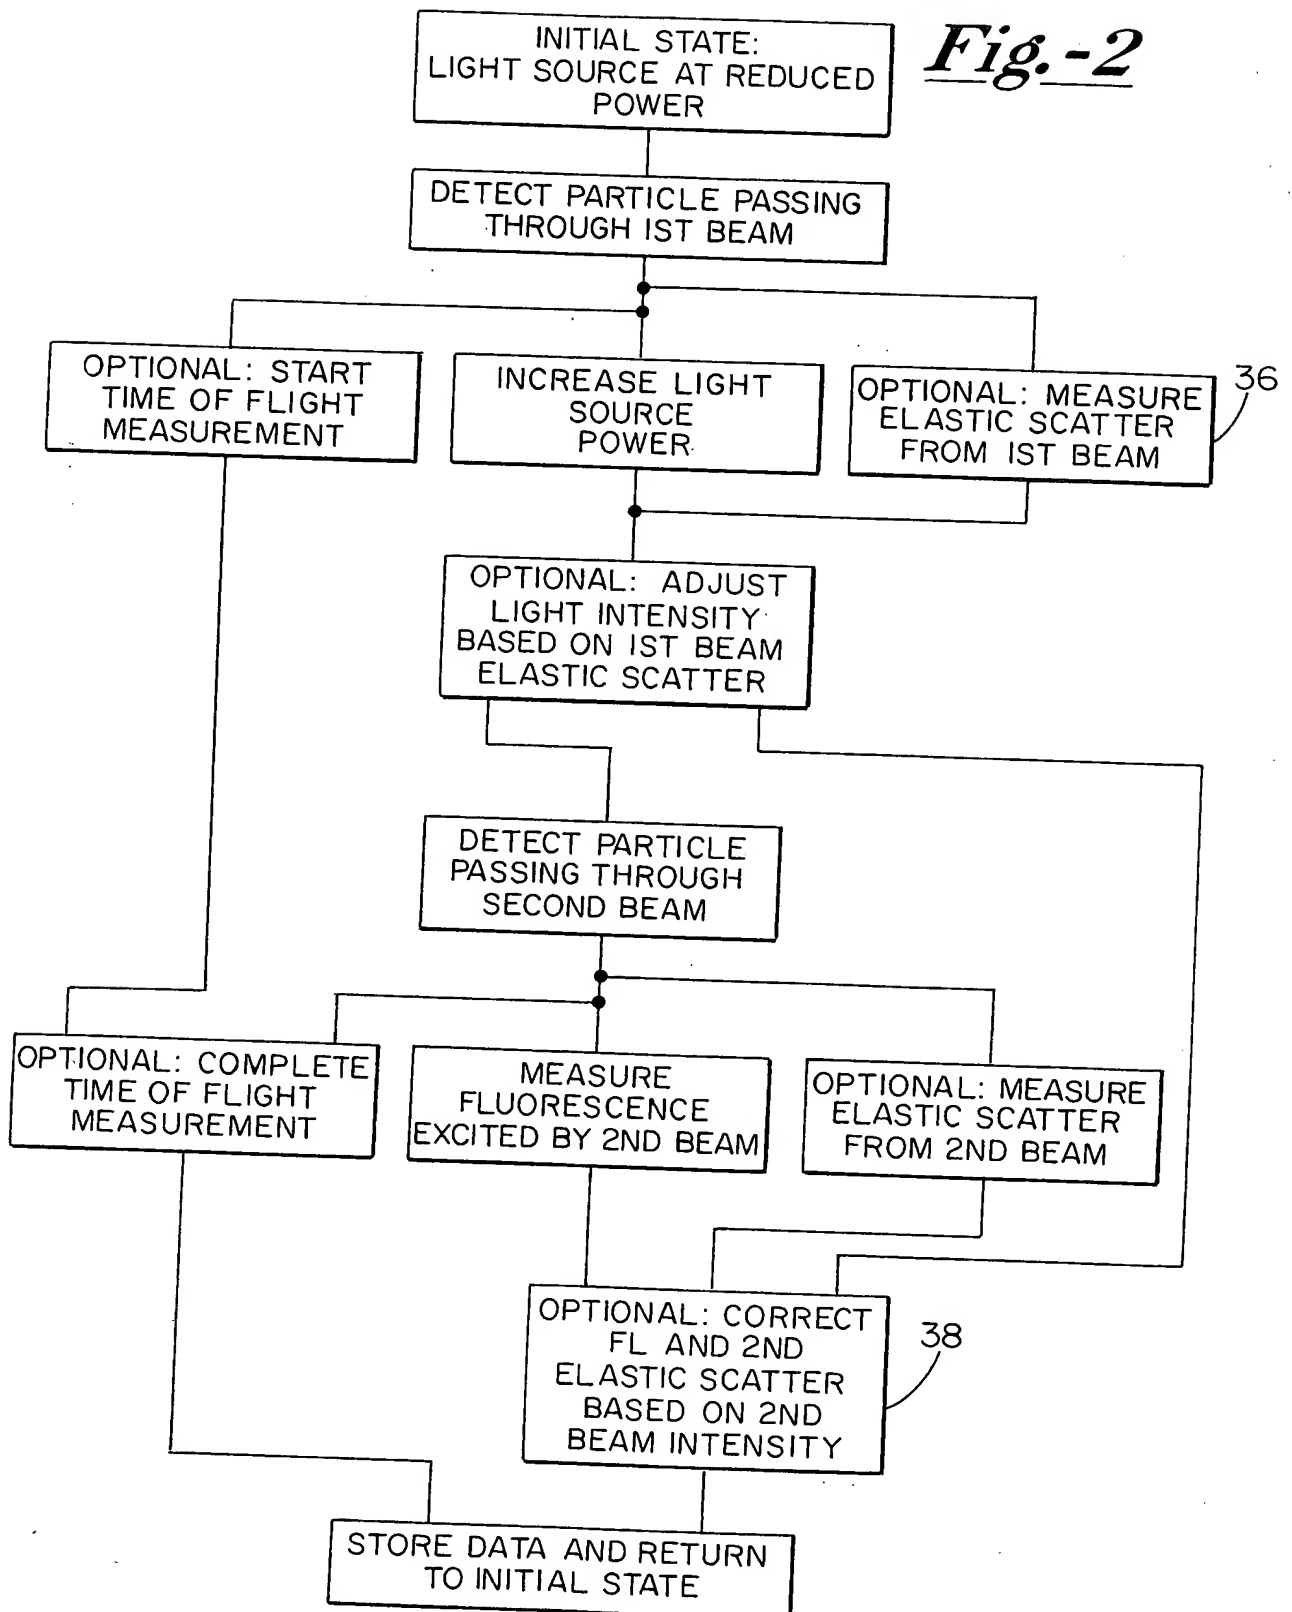 Fig.-2
INITIAL STATE:
LIGHT SOURCE AT REDUCED
POWER
DETECT PARTICLE PASSING
THROUGH 1ST BEAM
OPTIONAL: START
TIME OF FLIGHT
MEASUREMENT
INCREASE LIGHT
SOURCE
POWER
OPTIONAL: MEASURE
ELASTIC SCATTER
FROM 1ST BEAM
36
OPTIONAL: ADJUST
LIGHT INTENSITY
BASED ON 1ST BEAM
ELASTIC SCATTER
DETECT PARTICLE
PASSING THROUGH
SECOND BEAM
OPTIONAL: COMPLETE
TIME OF FLIGHT
MEASUREMENT
MEASURE
FLUORESCENCE
EXCITED BY 2ND BEAM
OPTIONAL: MEASURE
ELASTIC SCATTER
FROM 2ND BEAM
OPTIONAL: CORRECT
FL AND 2ND
ELASTIC SCATTER
BASED ON 2ND
BEAM INTENSITY
38
STORE DATA AND RETURN
TO INITIAL STATE